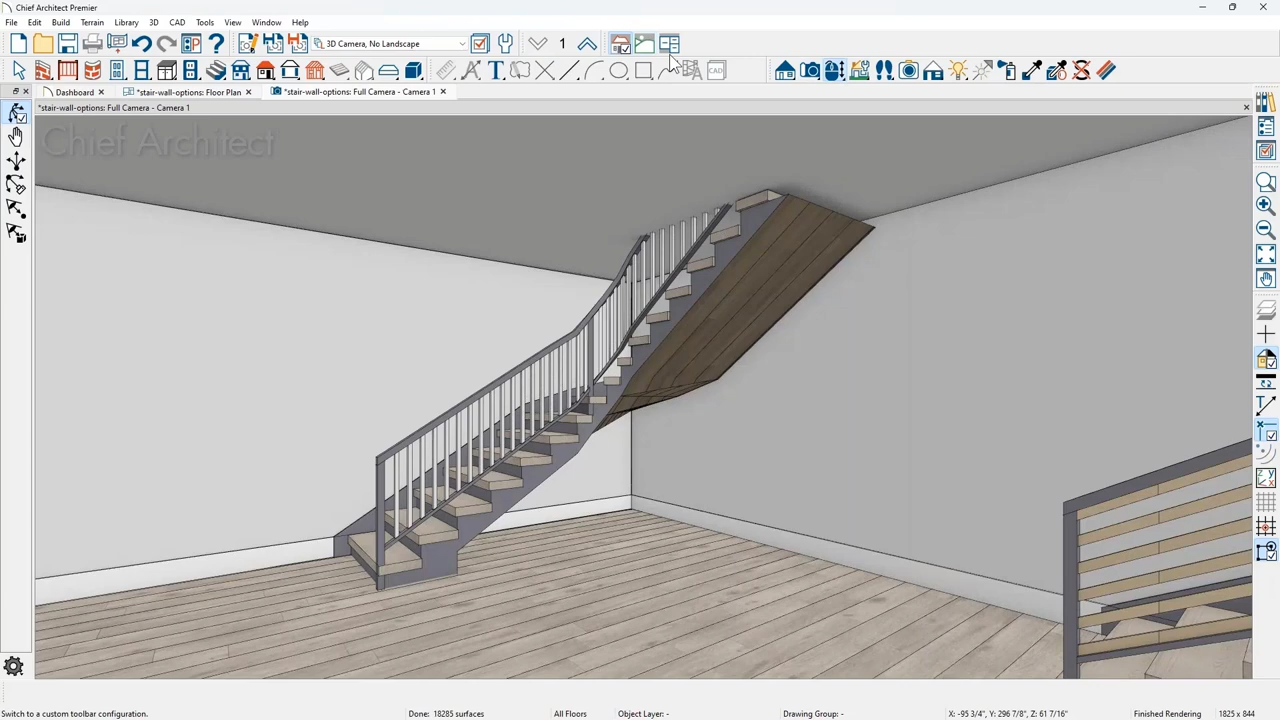 Chief Architect Premier
File Edit Build Terrain Library 3D CAD Tools View Window Help
3D Camera, No Landscape
1
CAD
Dashboard
*stair-wall-options: Floor Plan
*stair-wall-options: Full Camera - Camera 1
*stair-wall-options: Full Camera - Camera 1
Chief Architect
Switch to a custom toolbar configuration.
Done: 18285 surfaces
All Floors
Object Layer: -
Drawing Group: -
X: -95 3/4", Y: 296 7/8", Z: 61 7/16"
Finished Rendering
1825 x 844